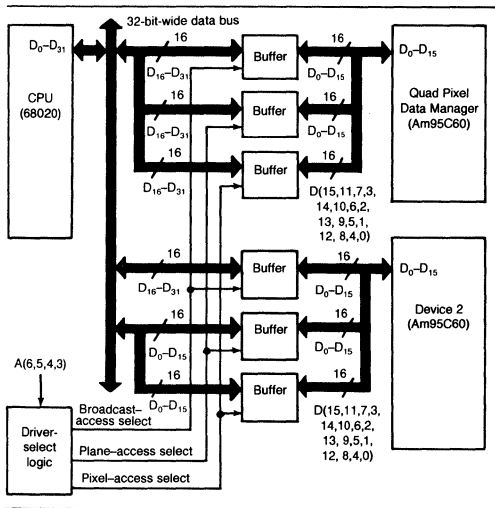 32-bit-wide data bus
D0–D31
CPU
(68020)
16
D16–D31
Buffer
16
D0–D15
D0–D15
Quad Pixel
Data Manager
(Am95C60)
16
D16–D31
Buffer
16
D0–D15
16
D16–D31
Buffer
16
D(15,11,7,3,
14,10,6,2,
13, 9,5,1,
12, 8,4,0)
16
D16–D31
Buffer
16
D0–D15
D0–D15
Device 2
(Am95C60)
16
D0–D15
Buffer
16
D0–D15
16
D0–D15
Buffer
16
D(15,11,7,3,
14,10,6,2,
13, 9,5,1,
12, 8,4,0)
A(6,5,4,3)
Driver-
select
logic
Broadcast–
access select
Plane–access select
Pixel–access select